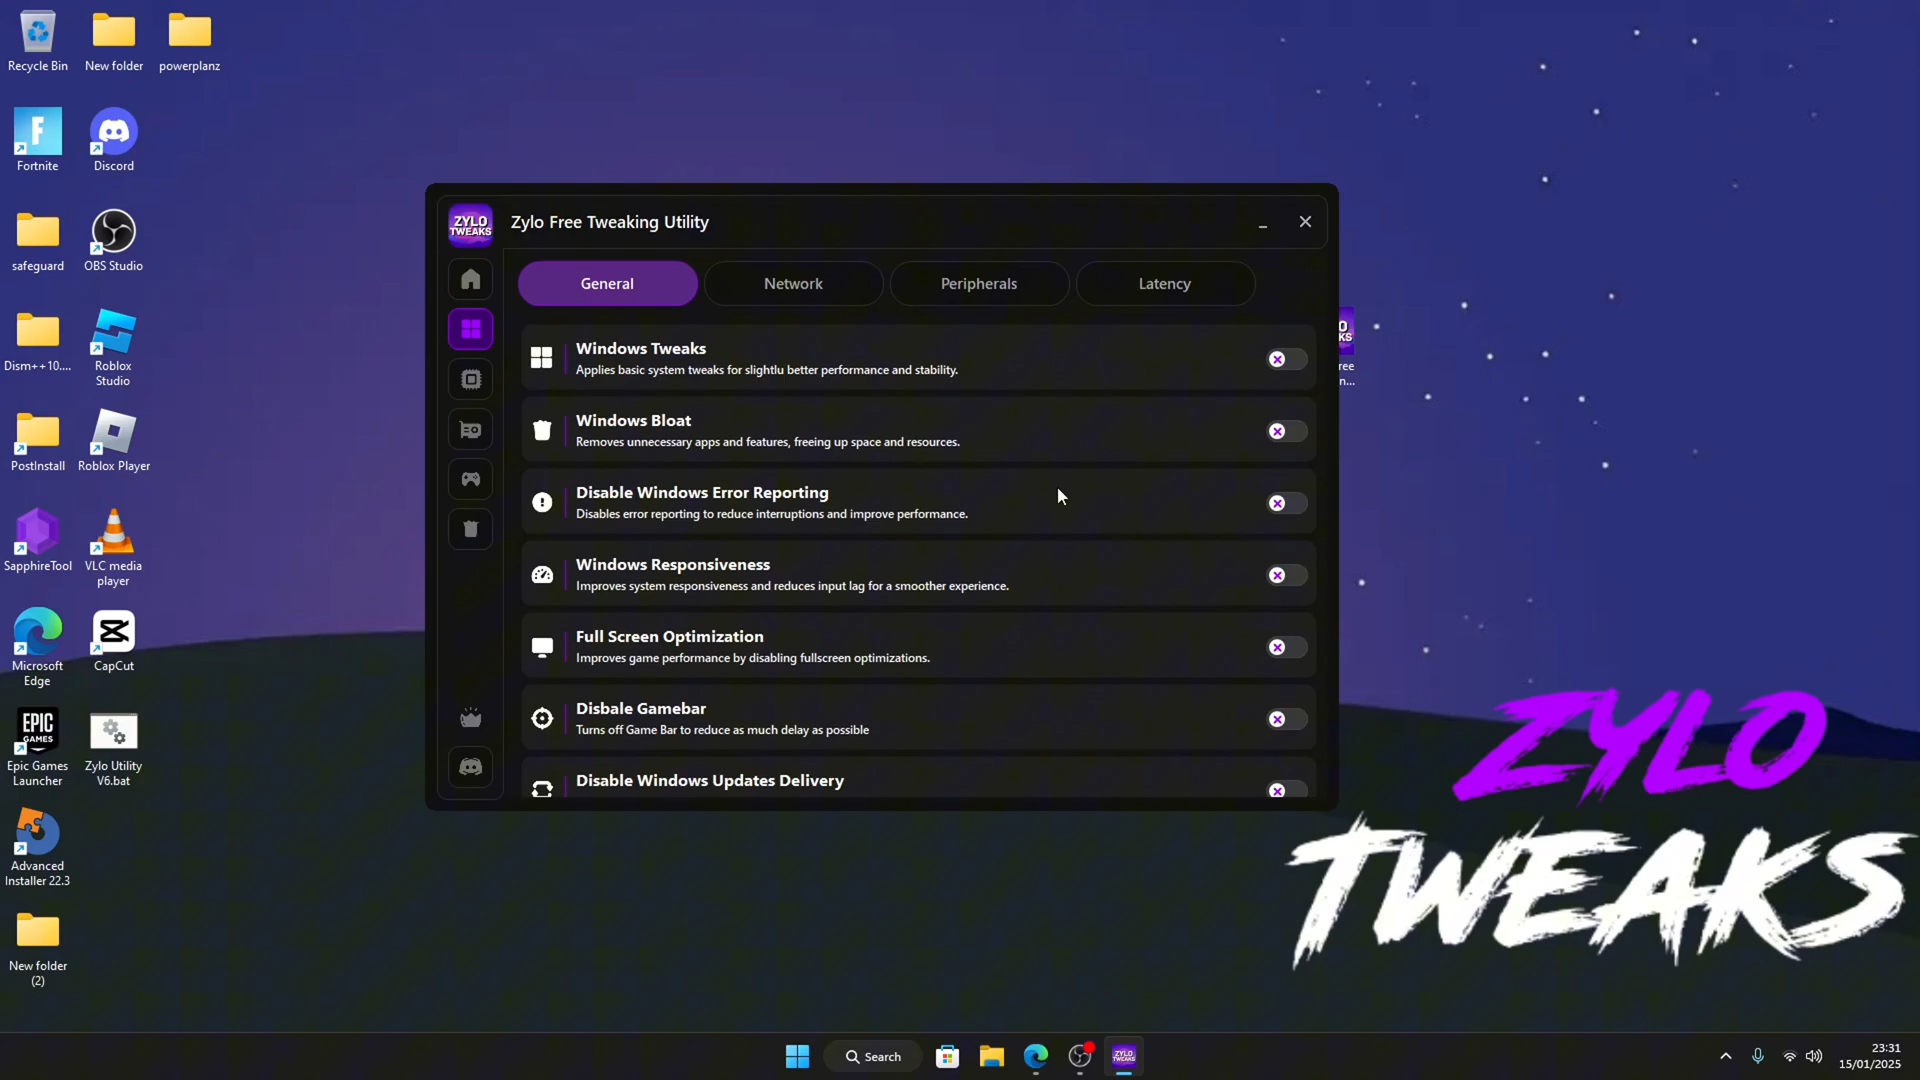 Recycle Bin
New folder
powerplanz
Fortnite
Discord
safeguard
OBS Studio
Dism++10....
Roblox
Studio
PostInstall
Roblox Player
SapphireTool
VLC media
player
Microsoft
Edge
CapCut
EPIC
GAMES
Epic Games
Launcher
Zylo Utility
V6.bat
Advanced
Installer 22.3
New folder
(2)
ZYLO
TWEAKS
Zylo Free Tweaking Utility
General
Network
Peripherals
Latency
Windows Tweaks
Applies basic system tweaks for slightlu better performance and stability.
Windows Bloat
Removes unnecessary apps and features, freeing up space and resources.
Disable Windows Error Reporting
Disables error reporting to reduce interruptions and improve performance.
Windows Responsiveness
Improves system responsiveness and reduces input lag for a smoother experience.
Full Screen Optimization
Improves game performance by disabling fullscreen optimizations.
Disbale Gamebar
Turns off Game Bar to reduce as much delay as possible
Disable Windows Updates Delivery
ree
n...
ZYLO
TWEAKS
Search
ZYLO
TWEAKS
23:31
15/01/2025